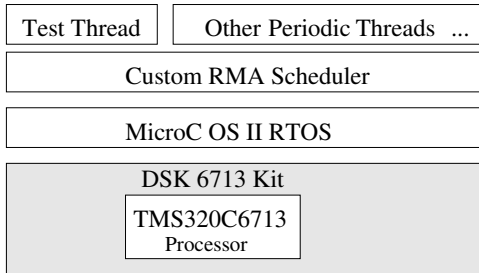 Test Thread
Other Periodic Threads ...
Custom RMA Scheduler
MicroC OS II RTOS
DSK 6713 Kit
TMS320C6713
Processor